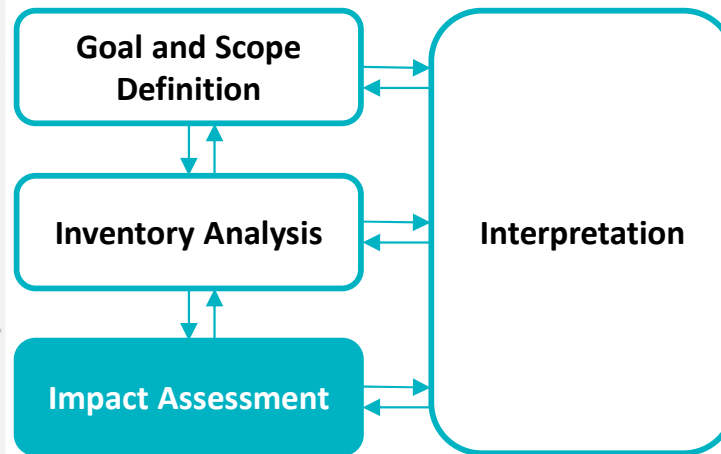 Goal and Scope
Definition
Inventory Analysis
Interpretation
Impact Assessment